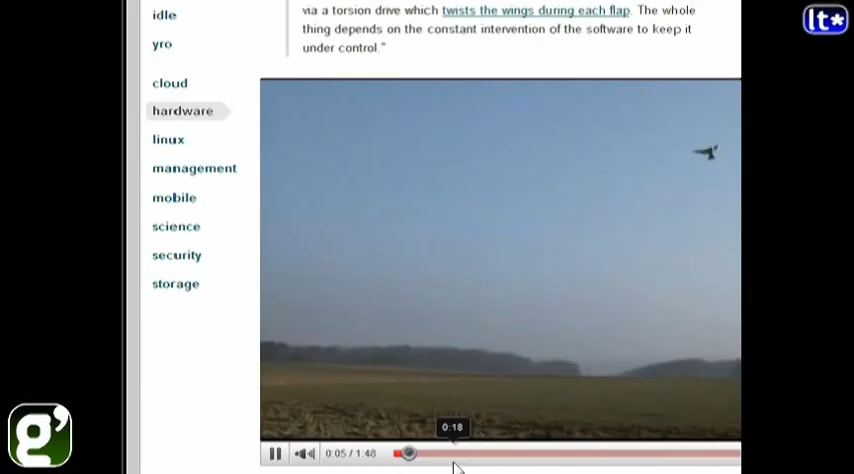 idle
yro
cloud
hardware
linux
management
mobile
science
security
storage
via a torsion drive which twists the wings during each flap. The whole
thing depends on the constant intervention of the software to keep it
under control."
0:18
0:05 / 1:48
lt*
g'